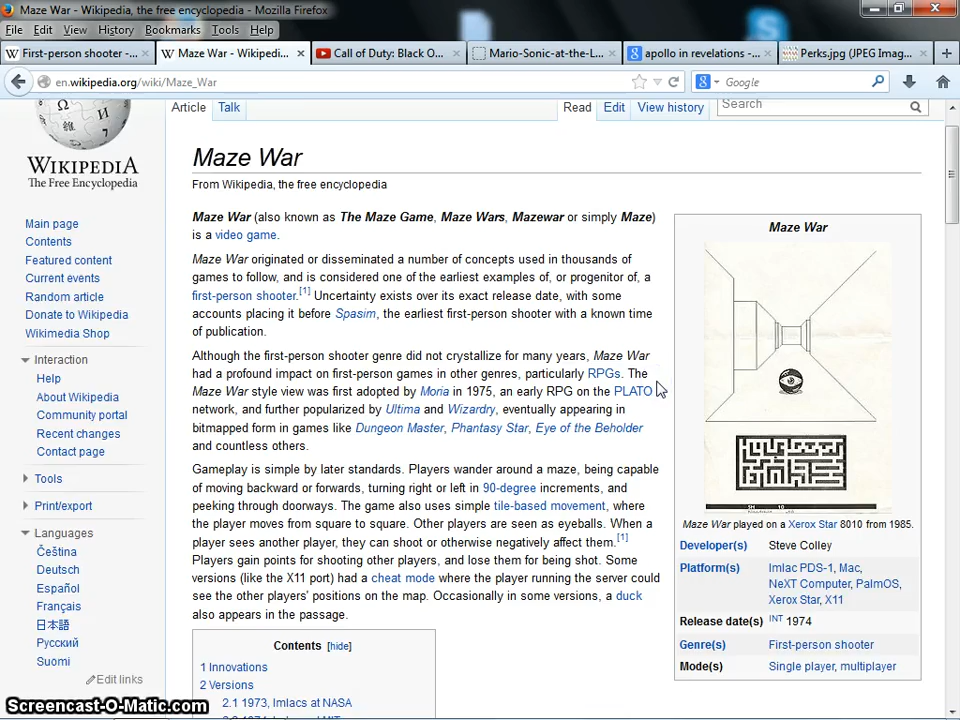 Maze War - Wikipedia, the free encyclopedia - Mozilla Firefox
File Edit View History Bookmarks Tools Help
First-person shooter -... Maze War - Wikipedi... Call of Duty: Black O... Mario-Sonic-at-the-L... apollo in revelations -... Perks.jpg (JPEG Imag...
en.wikipedia.org/wiki/Maze_War Google
Article Talk Read Edit View history Search
WIKIPEDIA
The Free Encyclopedia
Main page
Contents
Featured content
Current events
Random article
Donate to Wikipedia
Wikimedia Shop
Interaction
Help
About Wikipedia
Community portal
Recent changes
Contact page
Tools
Print/export
Languages
Čeština
Deutsch
Español
Français
日本語
Русский
Suomi
Edit links
Maze War
From Wikipedia, the free encyclopedia
Maze War (also known as The Maze Game, Maze Wars, Mazewar or simply Maze)
is a video game.
Maze War originated or disseminated a number of concepts used in thousands of
games to follow, and is considered one of the earliest examples of, or progenitor of, a
first-person shooter.[1] Uncertainty exists over its exact release date, with some
accounts placing it before Spasim, the earliest first-person shooter with a known time
of publication.
Although the first-person shooter genre did not crystallize for many years, Maze War
had a profound impact on first-person games in other genres, particularly RPGs. The
Maze War style view was first adopted by Moria in 1975, an early RPG on the PLATO
network, and further popularized by Ultima and Wizardry, eventually appearing in
bitmapped form in games like Dungeon Master, Phantasy Star, Eye of the Beholder
and countless others.
Gameplay is simple by later standards. Players wander around a maze, being capable
of moving backward or forwards, turning right or left in 90-degree increments, and
peeking through doorways. The game also uses simple tile-based movement, where
the player moves from square to square. Other players are seen as eyeballs. When a
player sees another player, they can shoot or otherwise negatively affect them.[1]
Players gain points for shooting other players, and lose them for being shot. Some
versions (like the X11 port) had a cheat mode where the player running the server could
see the other players' positions on the map. Occasionally in some versions, a duck
also appears in the passage.
Contents [hide]
1 Innovations
2 Versions
2.1 1973, Imlacs at NASA
Maze War
Maze War played on a Xerox Star 8010 from 1985.
Developer(s) Steve Colley
Platform(s) Imlac PDS-1, Mac,
NeXT Computer, PalmOS,
Xerox Star, X11
Release date(s) INT 1974
Genre(s) First-person shooter
Mode(s) Single player, multiplayer
Screencast-O-Matic.com